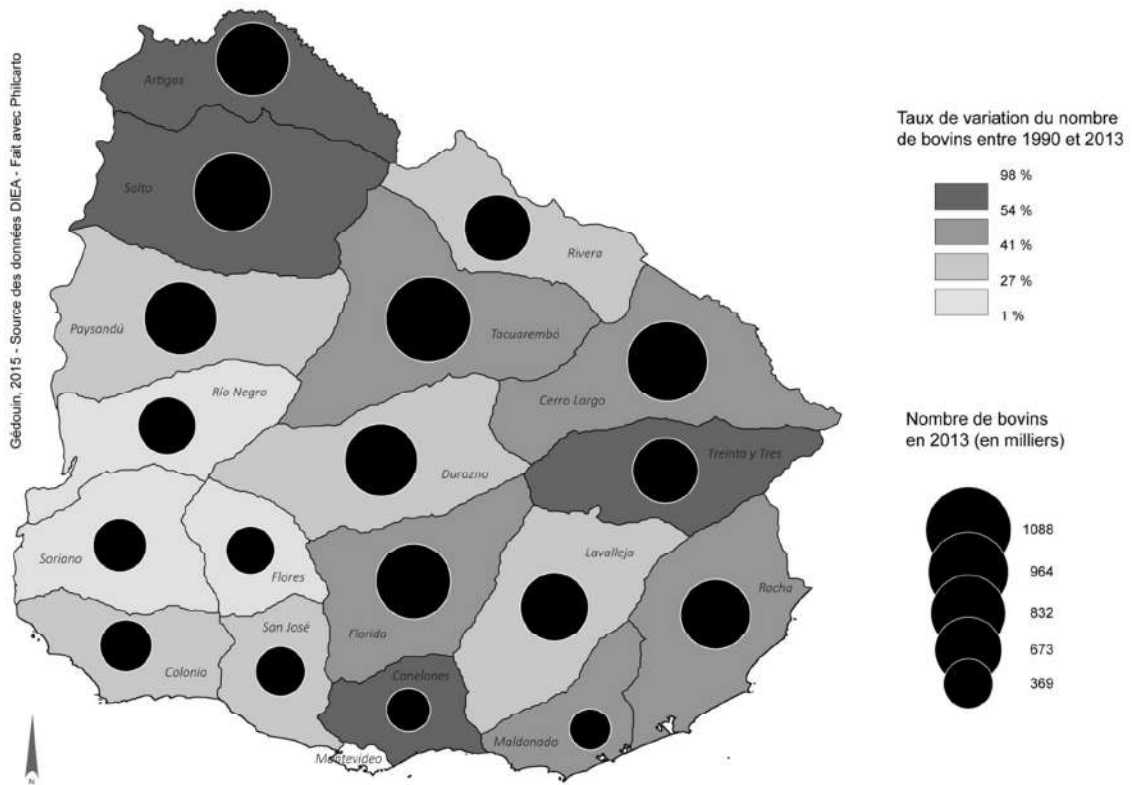 Gédouin, 2015 - Source des données DIEA - Fait avec Philcarto
Artigas
Salto
Rivera
Paysandú
Tacuarembó
Río Negro
Cerro Largo
Durazno
Treinta y Tres
Soriano
Flores
Lavalleja
Rocha
San José
Florida
Colonia
Canelones
Maldonado
Montevideo
N
Taux de variation du nombre
de bovins entre 1990 et 2013
98 %
54 %
41 %
27 %
1 %
Nombre de bovins
en 2013 (en milliers)
1088
964
832
673
369